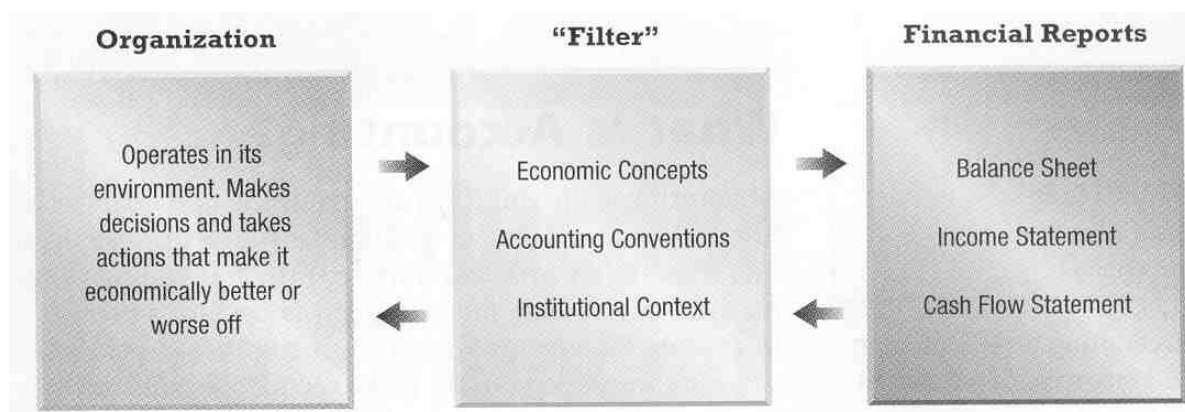 Organization
Operates in its
environment. Makes
decisions and takes
actions that make it
economically better or
worse off
“Filter”
Economic Concepts
Accounting Conventions
Institutional Context
Financial Reports
Balance Sheet
Income Statement
Cash Flow Statement